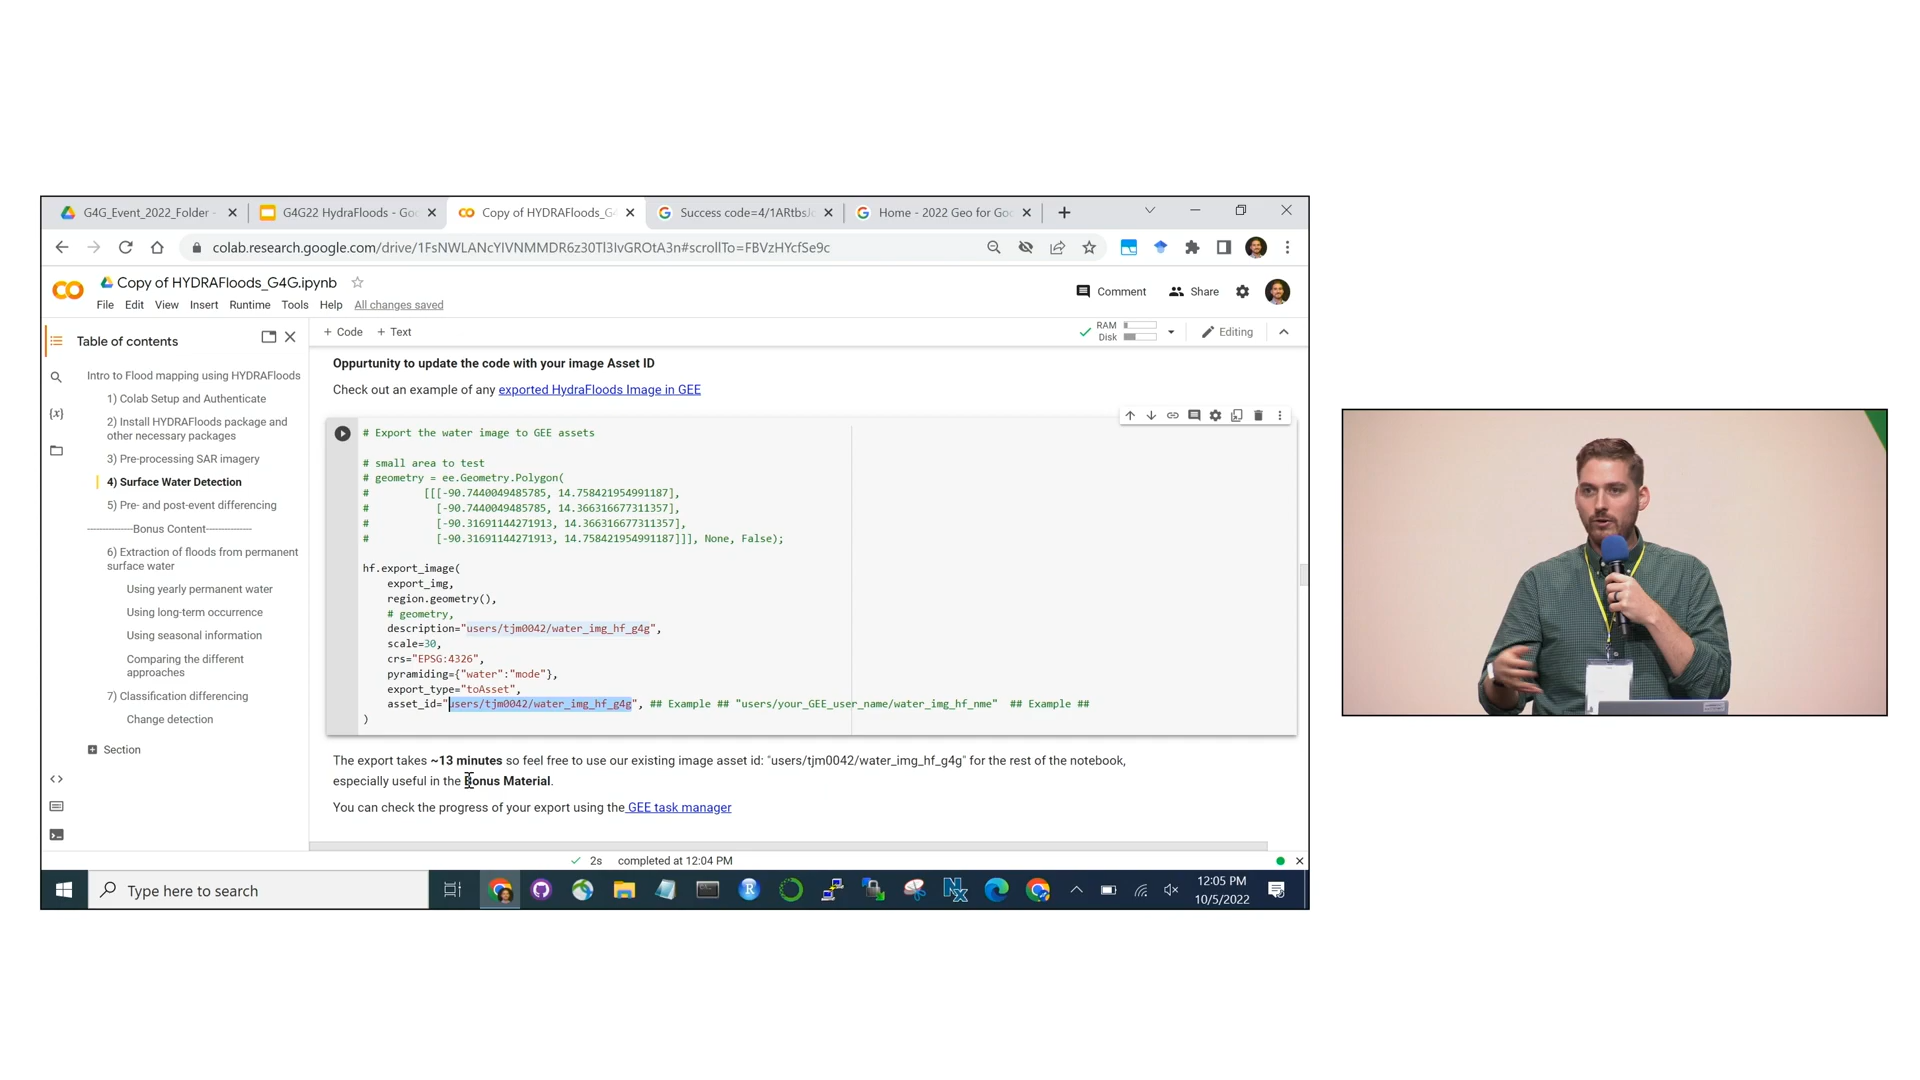 G4G_Event_2022_Folder -
G4G22 HydraFloods - Goo
Copy of HYDRAFloods_G4
Success code=4/1ARtbsJo
Home - 2022 Geo for Goo
colab.research.google.com/drive/1FsNWLANcYIVNMMDR6z30Tl3IvGROtA3n#scrollTo=FBVzHYcfSe9c
Copy of HYDRAFloods_G4G.ipynb
File Edit View Insert Runtime Tools Help All changes saved
Comment Share
+ Code + Text
RAM
Disk
Editing
Table of contents
Intro to Flood mapping using HYDRAFloods
1) Colab Setup and Authenticate
2) Install HYDRAFloods package and
other necessary packages
3) Pre-processing SAR imagery
4) Surface Water Detection
5) Pre- and post-event differencing
---------------Bonus Content---------------
6) Extraction of floods from permanent
surface water
Using yearly permanent water
Using long-term occurrence
Using seasonal information
Comparing the different
approaches
7) Classification differencing
Change detection
Section
Oppurtunity to update the code with your image Asset ID
Check out an example of any exported HydraFloods Image in GEE
# Export the water image to GEE assets
# small area to test
# geometry = ee.Geometry.Polygon(
# [[[-90.7440049485785, 14.758421954991187],
# [-90.7440049485785, 14.366316677311357],
# [-90.31691144271913, 14.366316677311357],
# [-90.31691144271913, 14.758421954991187]]], None, False);
hf.export_image(
export_img,
region.geometry(),
# geometry,
description="users/tjm0042/water_img_hf_g4g",
scale=30,
crs="EPSG:4326",
pyramiding={"water":"mode"},
export_type="toAsset",
asset_id="users/tjm0042/water_img_hf_g4g", ## Example ## "users/your_GEE_user_name/water_img_hf_nme" ## Example ##
)
The export takes ~13 minutes so feel free to use our existing image asset id: "users/tjm0042/water_img_hf_g4g" for the rest of the notebook,
especially useful in the Bonus Material.
You can check the progress of your export using the GEE task manager
2s completed at 12:04 PM
Type here to search
12:05 PM
10/5/2022